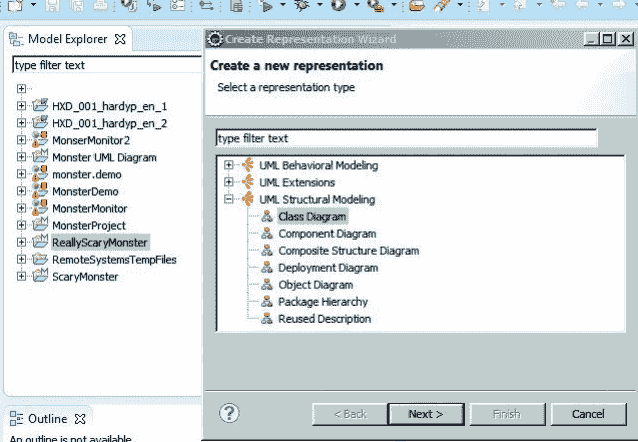 Model Explorer
type filter text
HXD_001_hardyp_en_1
HXD_001_hardyp_en_2
MonserMonitor2
Monster UML Diagram
monster.demo
MonsterDemo
MonsterMonitor
MonsterProject
ReallyScaryMonster
RemoteSystemsTempFiles
ScaryMonster
Outline
An outline is not available.
Create Representation Wizard
Create a new representation
Select a representation type
type filter text
UML Behavioral Modeling
UML Extensions
UML Structural Modeling
Class Diagram
Component Diagram
Composite Structure Diagram
Deployment Diagram
Object Diagram
Package Hierarchy
Reused Description
< Back
Next >
Finish
Cancel